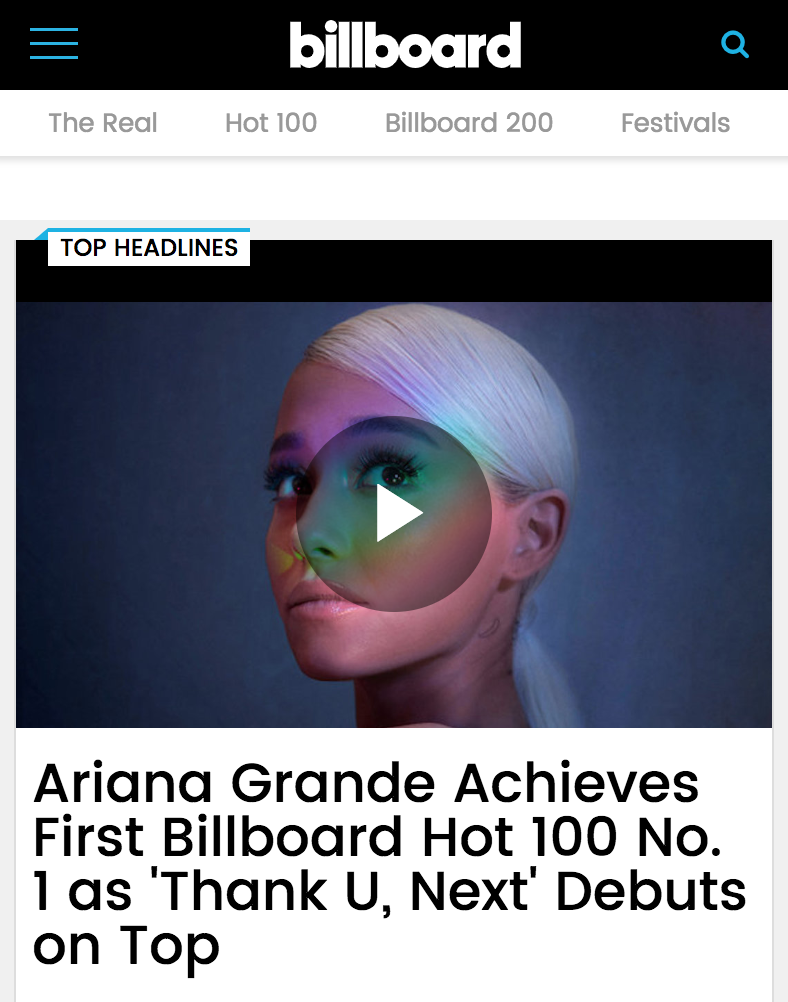 billboard
The Real Hot 100 Billboard 200 Festivals
TOP HEADLINES
Ariana Grande Achieves
First Billboard Hot 100 No.
1 as 'Thank U, Next' Debuts
on Top